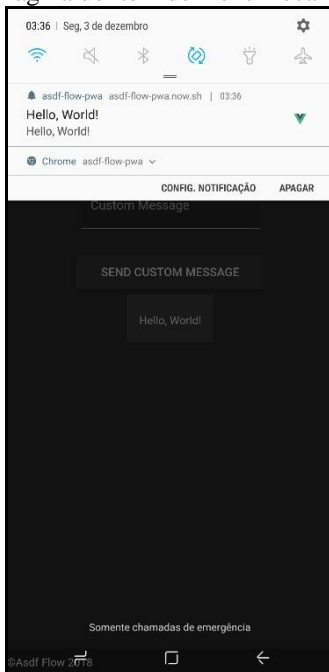 03:36 | Seg, 3 de dezembro
asdf-flow-pwa asdf-flow-pwa.now.sh | 03:36
Hello, World!
Hello, World!
Chrome asdf-flow-pwa
CONFIG. NOTIFICAÇÃO APAGAR
Custom Message
SEND CUSTOM MESSAGE
Hello, World!
Somente chamadas de emergência
©Asdf Flow 2018